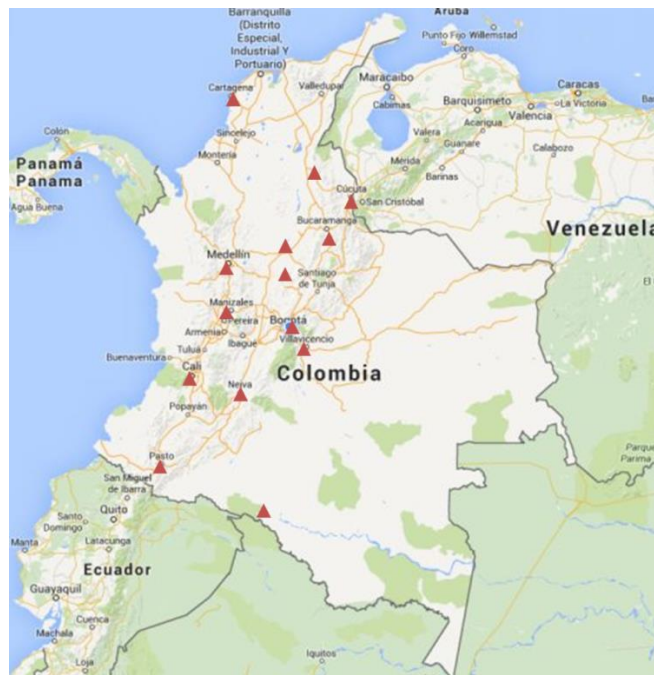 Barranquilla
(Distrito
Especial,
Industrial Y
Portuario)
Aruba
Punto Fijo
Willemstad
Coro
Cartagena
Valledupar
Maracaibo
Cabimas
Barquisimeto
Caracas
La Victoria
Valencia
Acarigua
Sincelejo
Montería
Valera
Guanare
Calabozo
Colón
Panamá
Panama
Agua Buena
Mérida
Barinas
Cúcuta
San Cristobal
Bucaramanga
Venezuela
Medellín
Santiago
de Tunja
Manizales
Pereira
Armenia
Ibague
Bogotá
Villavicencio
Buenaventura
Tulua
Cali
Colombia
Neiva
Popayán
Pasto
San Miguel
de Ibarra
Parque
Parima
Quito
Santo
Domingo
Manta
Latacunga
Ecuador
Guayaquil
Cuenca
Machala
Loja
Iquitos